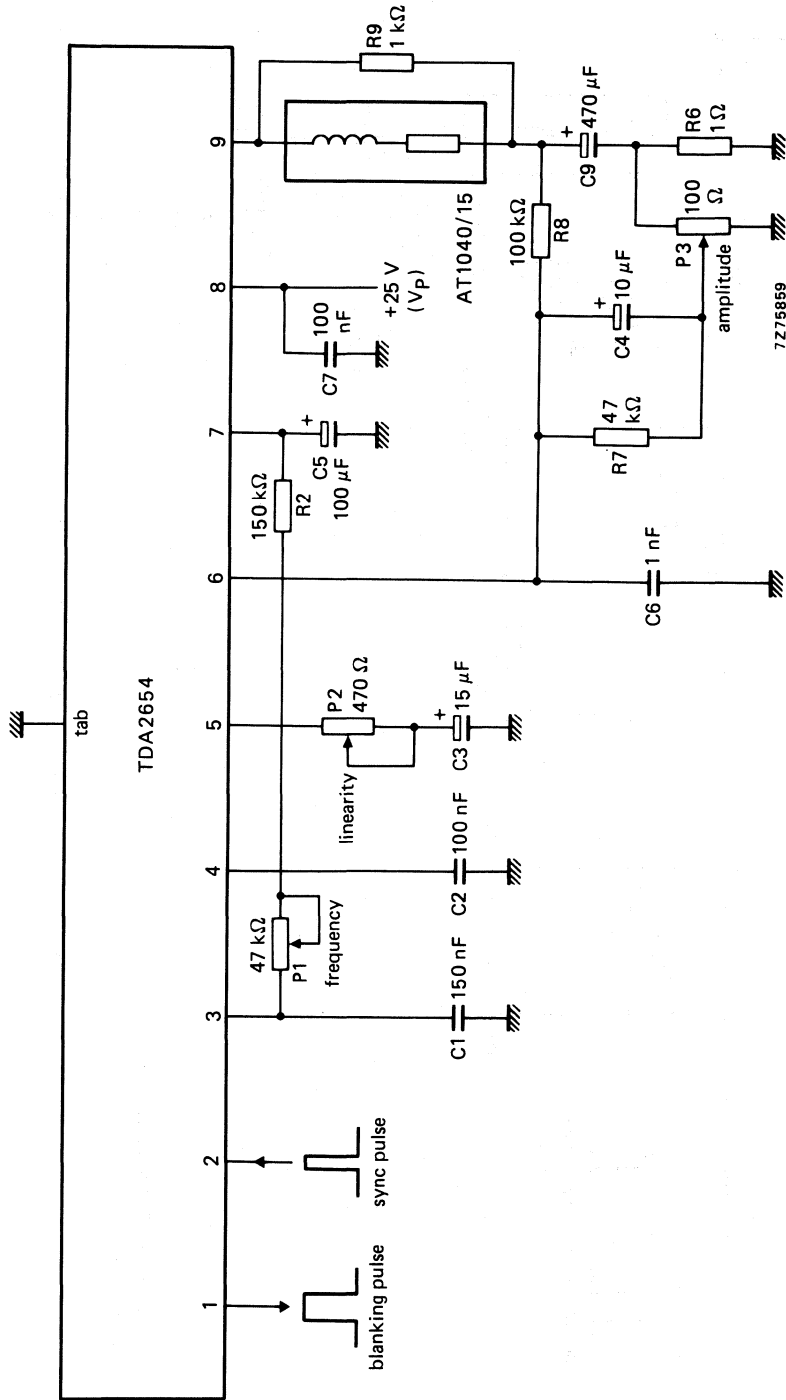 tab
TDA2654
1
2
3
4
5
6
7
8
9
blanking pulse
sync pulse
47 kΩ
P1
frequency
C1 150 nF
C2 100 nF
P2
470 Ω
linearity
+
C3 15 μF
150 kΩ
R2
+
C5
100 μF
C7
100
nF
+25 V
(VP)
AT1040/15
R9
1 kΩ
C6 1 nF
R7
47
kΩ
+
C4 10 μF
100 kΩ
R8
+
C9 470 μF
P3
100
Ω
amplitude
R6
1Ω
7Z75859